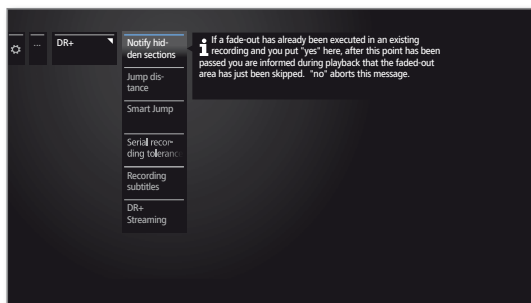 ...
DR+
Notify hid-
den sections
Jump dis-
tance
Smart Jump
Serial recor-
ding tolerance
Recording
subtitles
DR+
Streaming
i If a fade-out has already been executed in an existing
recording and you put "yes" here, after this point has been
passed you are informed during playback that the faded-out
area has just been skipped. "no" aborts this message.